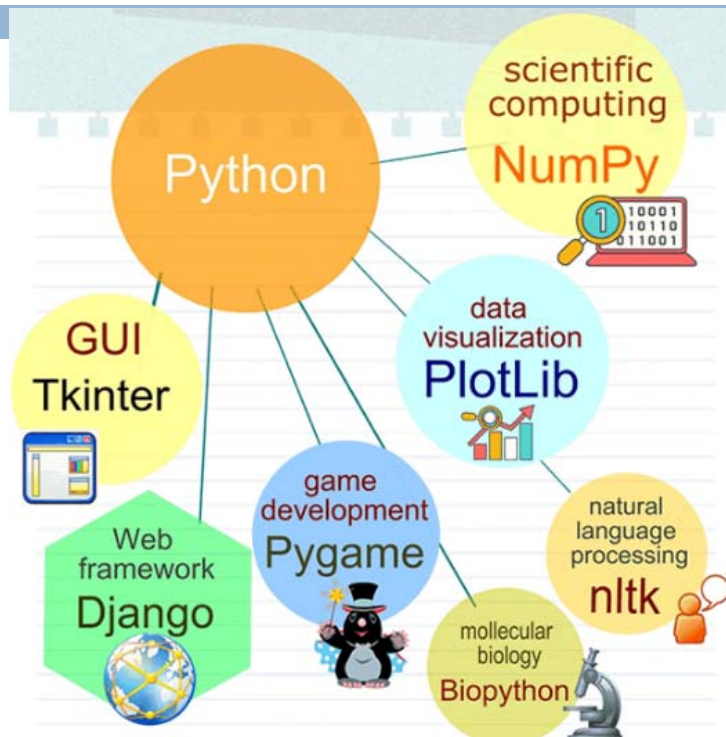 Python
scientific
computing
NumPy
1
10001
10110
011001
GUI
Tkinter
data
visualization
PlotLib
Web
framework
Django
game
development
Pygame
natural
language
processing
nltk
mollecular
biology
Biopython